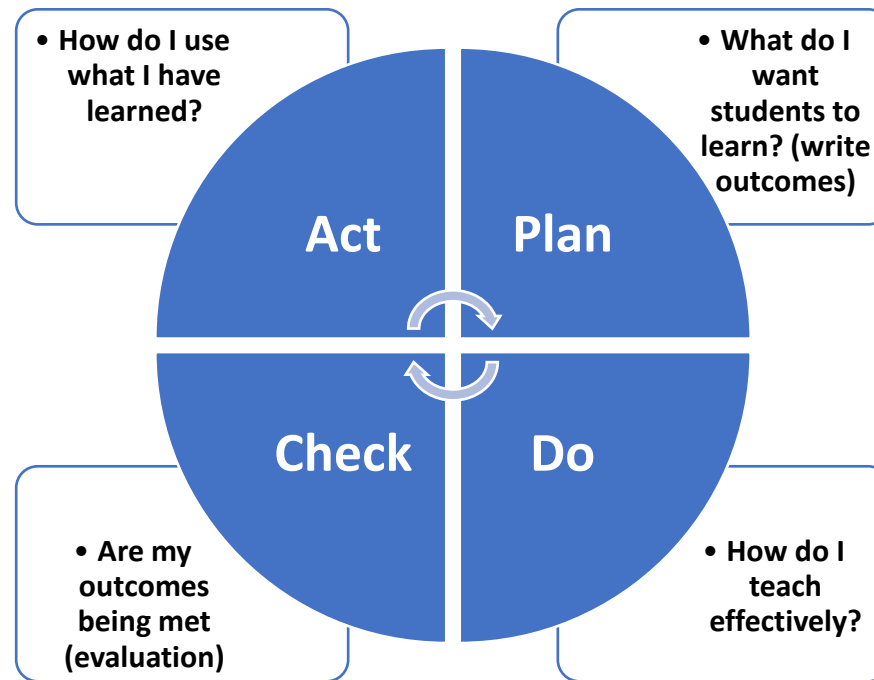 • How do I use
what I have
learned?
• What do I
want
students to
learn? (write
outcomes)
Act
Plan
Check
Do
• Are my
outcomes
being met
(evaluation)
• How do I
teach
effectively?